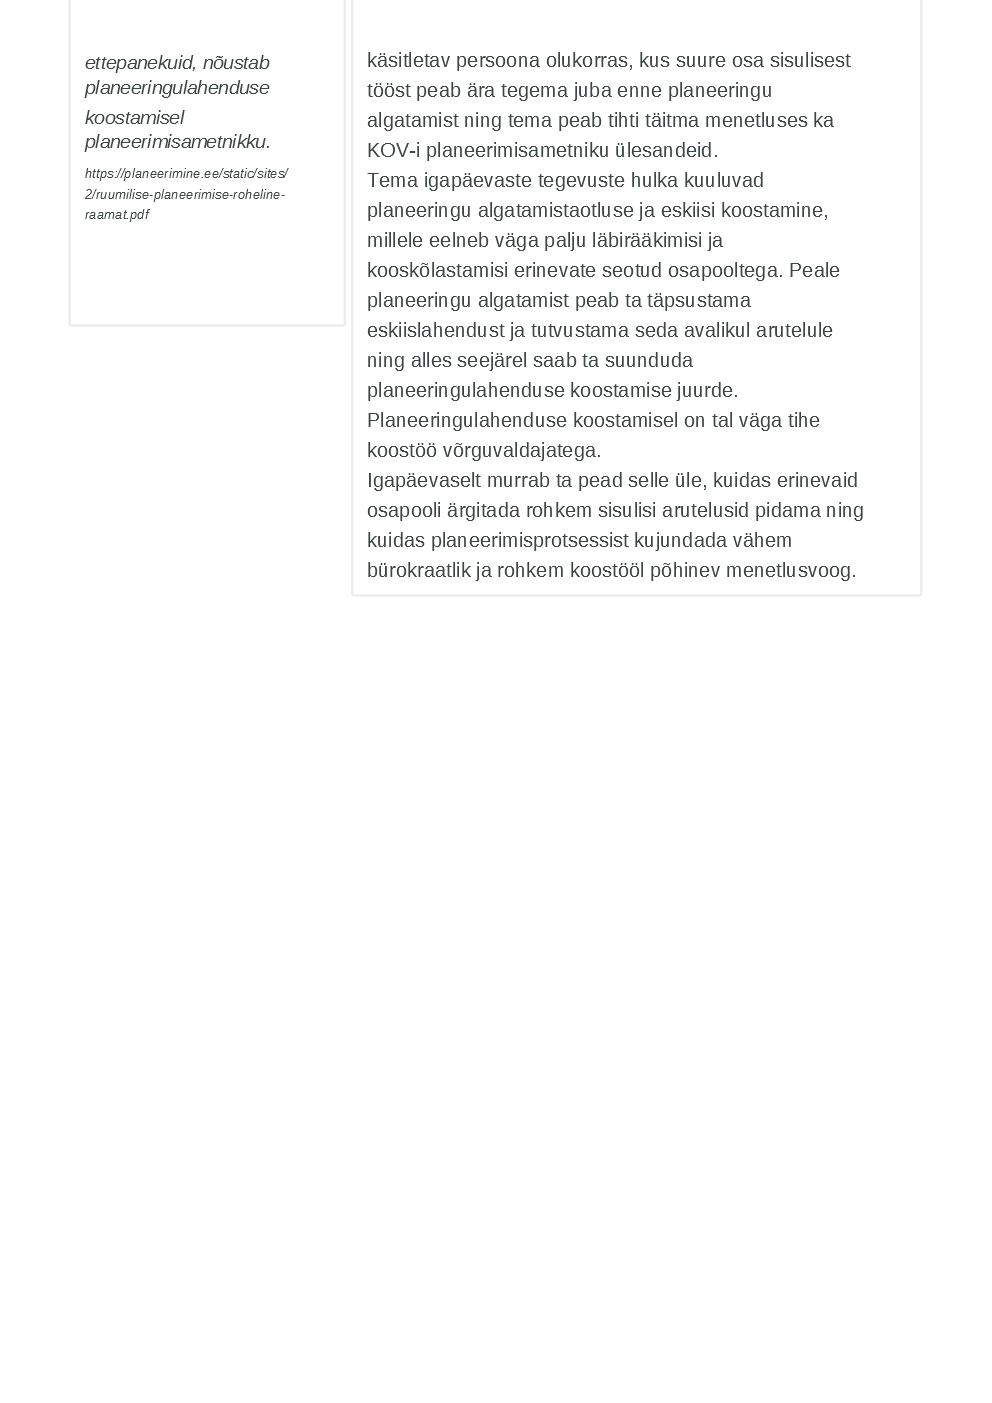 ettepanekuid, nõustab
planeeringulahenduse
koostamisel
planeerimisametnikku.
https://planeerimine.ee/static/sites/
2/ruumilise-planeerimise-roheline-
raamat.pdf
käsitletav persoona olukorras, kus suure osa sisulisest
tööst peab ära tegema juba enne planeeringu
algatamist ning tema peab tihti täitma menetluses ka
KOV-i planeerimisametniku ülesandeid.
Tema igapäevaste tegevuste hulka kuuluvad
planeeringu algatamistaotluse ja eskiisi koostamine,
millele eelneb väga palju läbirääkimisi ja
kooskõlastamisi erinevate seotud osapooltega. Peale
planeeringu algatamist peab ta täpsustama
eskiislahendust ja tutvustama seda avalikul arutelule
ning alles seejärel saab ta suunduda
planeeringulahenduse koostamise juurde.
Planeeringulahenduse koostamisel on tal väga tihe
koostöö võrguvaldajatega.
Igapäevaselt murrab ta pead selle üle, kuidas erinevaid
osapooli ärgitada rohkem sisulisi arutelusid pidama ning
kuidas planeerimisprotsessist kujundada vähem
bürokraatlik ja rohkem koostööl põhinev menetlusvoog.